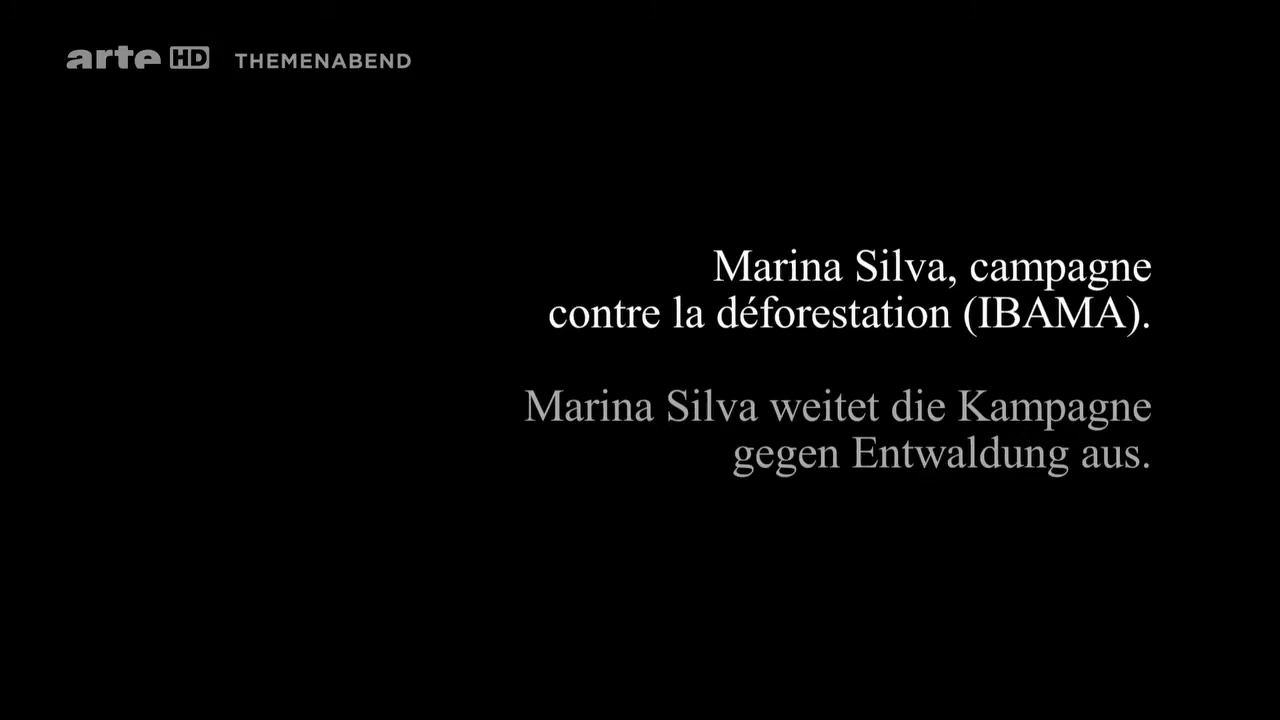 arte HD THEMENABEND
Marina Silva, campagne
contre la déforestation (IBAMA).
Marina Silva weitet die Kampagne
gegen Entwaldung aus.